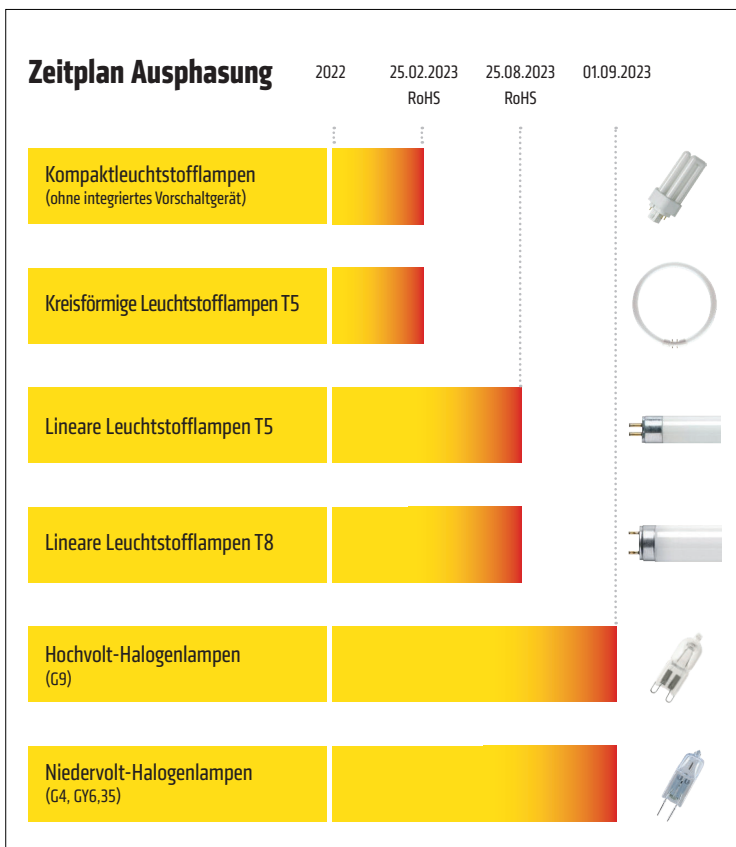 Zeitplan Ausphasung
2022
25.02.2023
RoHS
25.08.2023
RoHS
01.09.2023
Kompaktleuchtstofflampen
(ohne integriertes Vorschaltgerät)
Kreisförmige Leuchtstofflampen T5
Lineare Leuchtstofflampen T5
Lineare Leuchtstofflampen T8
Hochvolt-Halogenlampen
(G9)
Niedervolt-Halogenlampen
(G4, GY6,35)